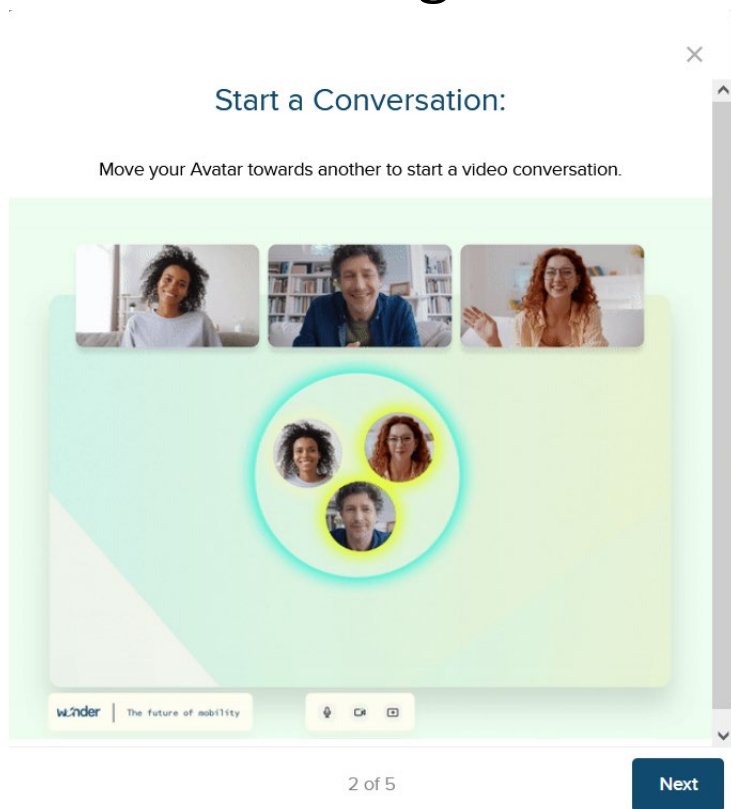 Start a Conversation:
Move your Avatar towards another to start a video conversation.
wonder | The future of mobility
2 of 5
Next